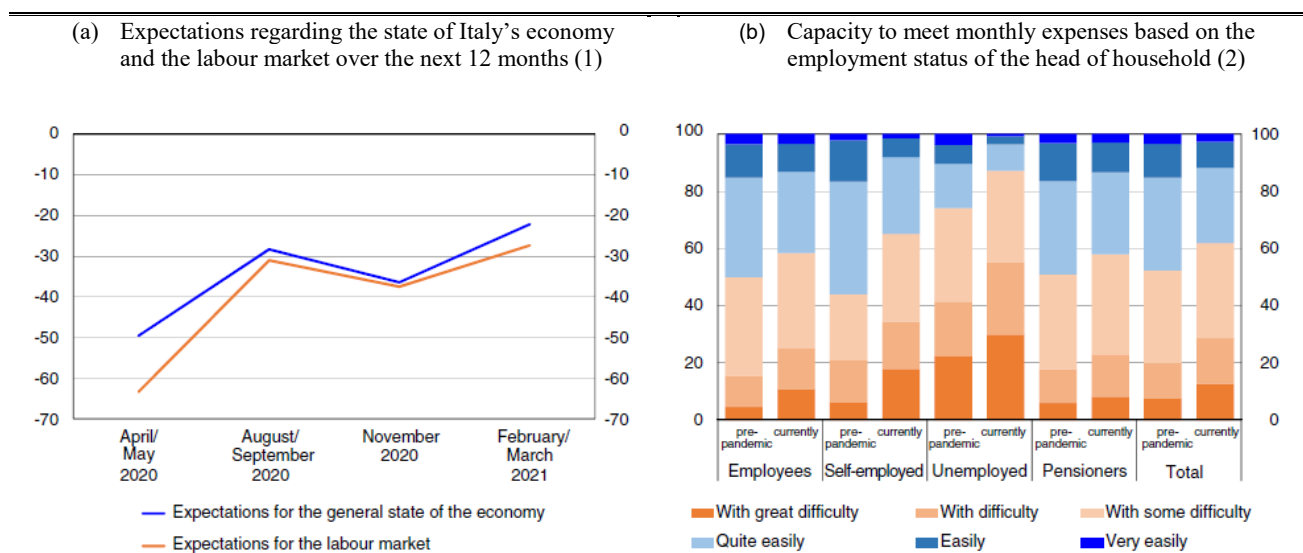 (a) Expectations regarding the state of Italy's economy
and the labour market over the next 12 months (1)
0
-10
-20
-30
-40
-50
-60
-70
0
-10
-20
-30
-40
-50
-60
-70
April/
May
2020
August/
September
2020
November
2020
February/
March
2021
Expectations for the general state of the economy
Expectations for the labour market
(b) Capacity to meet monthly expenses based on the
employment status of the head of household (2)
100
80
60
40
20
0
100
80
60
40
20
0
pre-
pandemic
currently
pre-
pandemic
currently
pre-
pandemic
currently
pre-
pandemic
currently
pre-
pandemic
currently
Employees
Self-employed
Unemployed
Pensioners
Total
With great difficulty
With difficulty
With some difficulty
Quite easily
Easily
Very easily